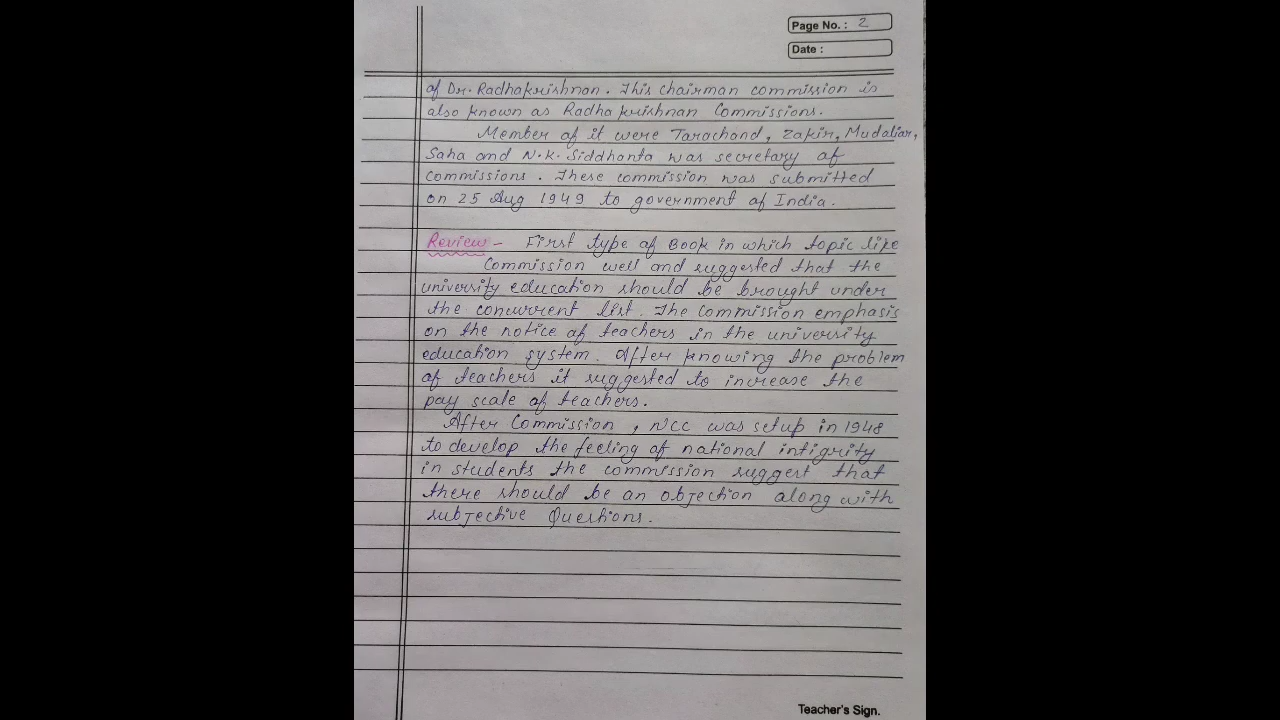 Page No. : 2
Date :
of Dr. Radhakrishnan. This chairman commission is
also known as Radha krishnan Commissions.
Member of it were Tarachand, Zakir, Mudaliar,
Saha and N.K. Siddhanta was secretary of
commissions. These commission was submitted
on 25 Aug 1949 to government of India.
Review - First type of Book in which topic like
Commission well and suggested that the
university education should be brought under
the concurrent list. The Commission emphasis
on the notice of teachers in the university
education system. After knowing the problem
of teachers it suggested to increase the
pay scale of teachers.
After Commission, NCC was setup in 1948
to develop the feeling of national intigrity
in students the commission suggest that
there should be an objection along with
subjective Questions.
Teacher's Sign.